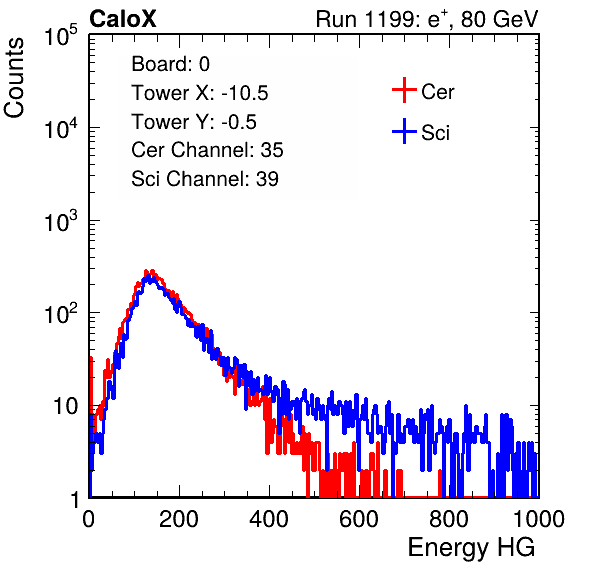 CaloX Run 1199: e⁺, 80 GeV
Counts
10⁵
10⁴
10³
10²
10
1
Board: 0
Tower X: -10.5
Tower Y: -0.5
Cer Channel: 35
Sci Channel: 39
Cer
Sci
0 200 400 600 800 1000
Energy HG